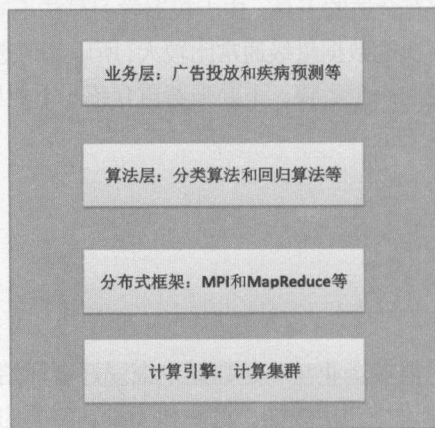 业务层：广告投放和疾病预测等
算法层：分类算法和回归算法等
分布式框架：MPI和MapReduce等
计算引擎：计算集群